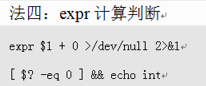 法四：expr 计算判断
expr $1 + 0 >/dev/null 2>&1
[ $? -eq 0 ] && echo int